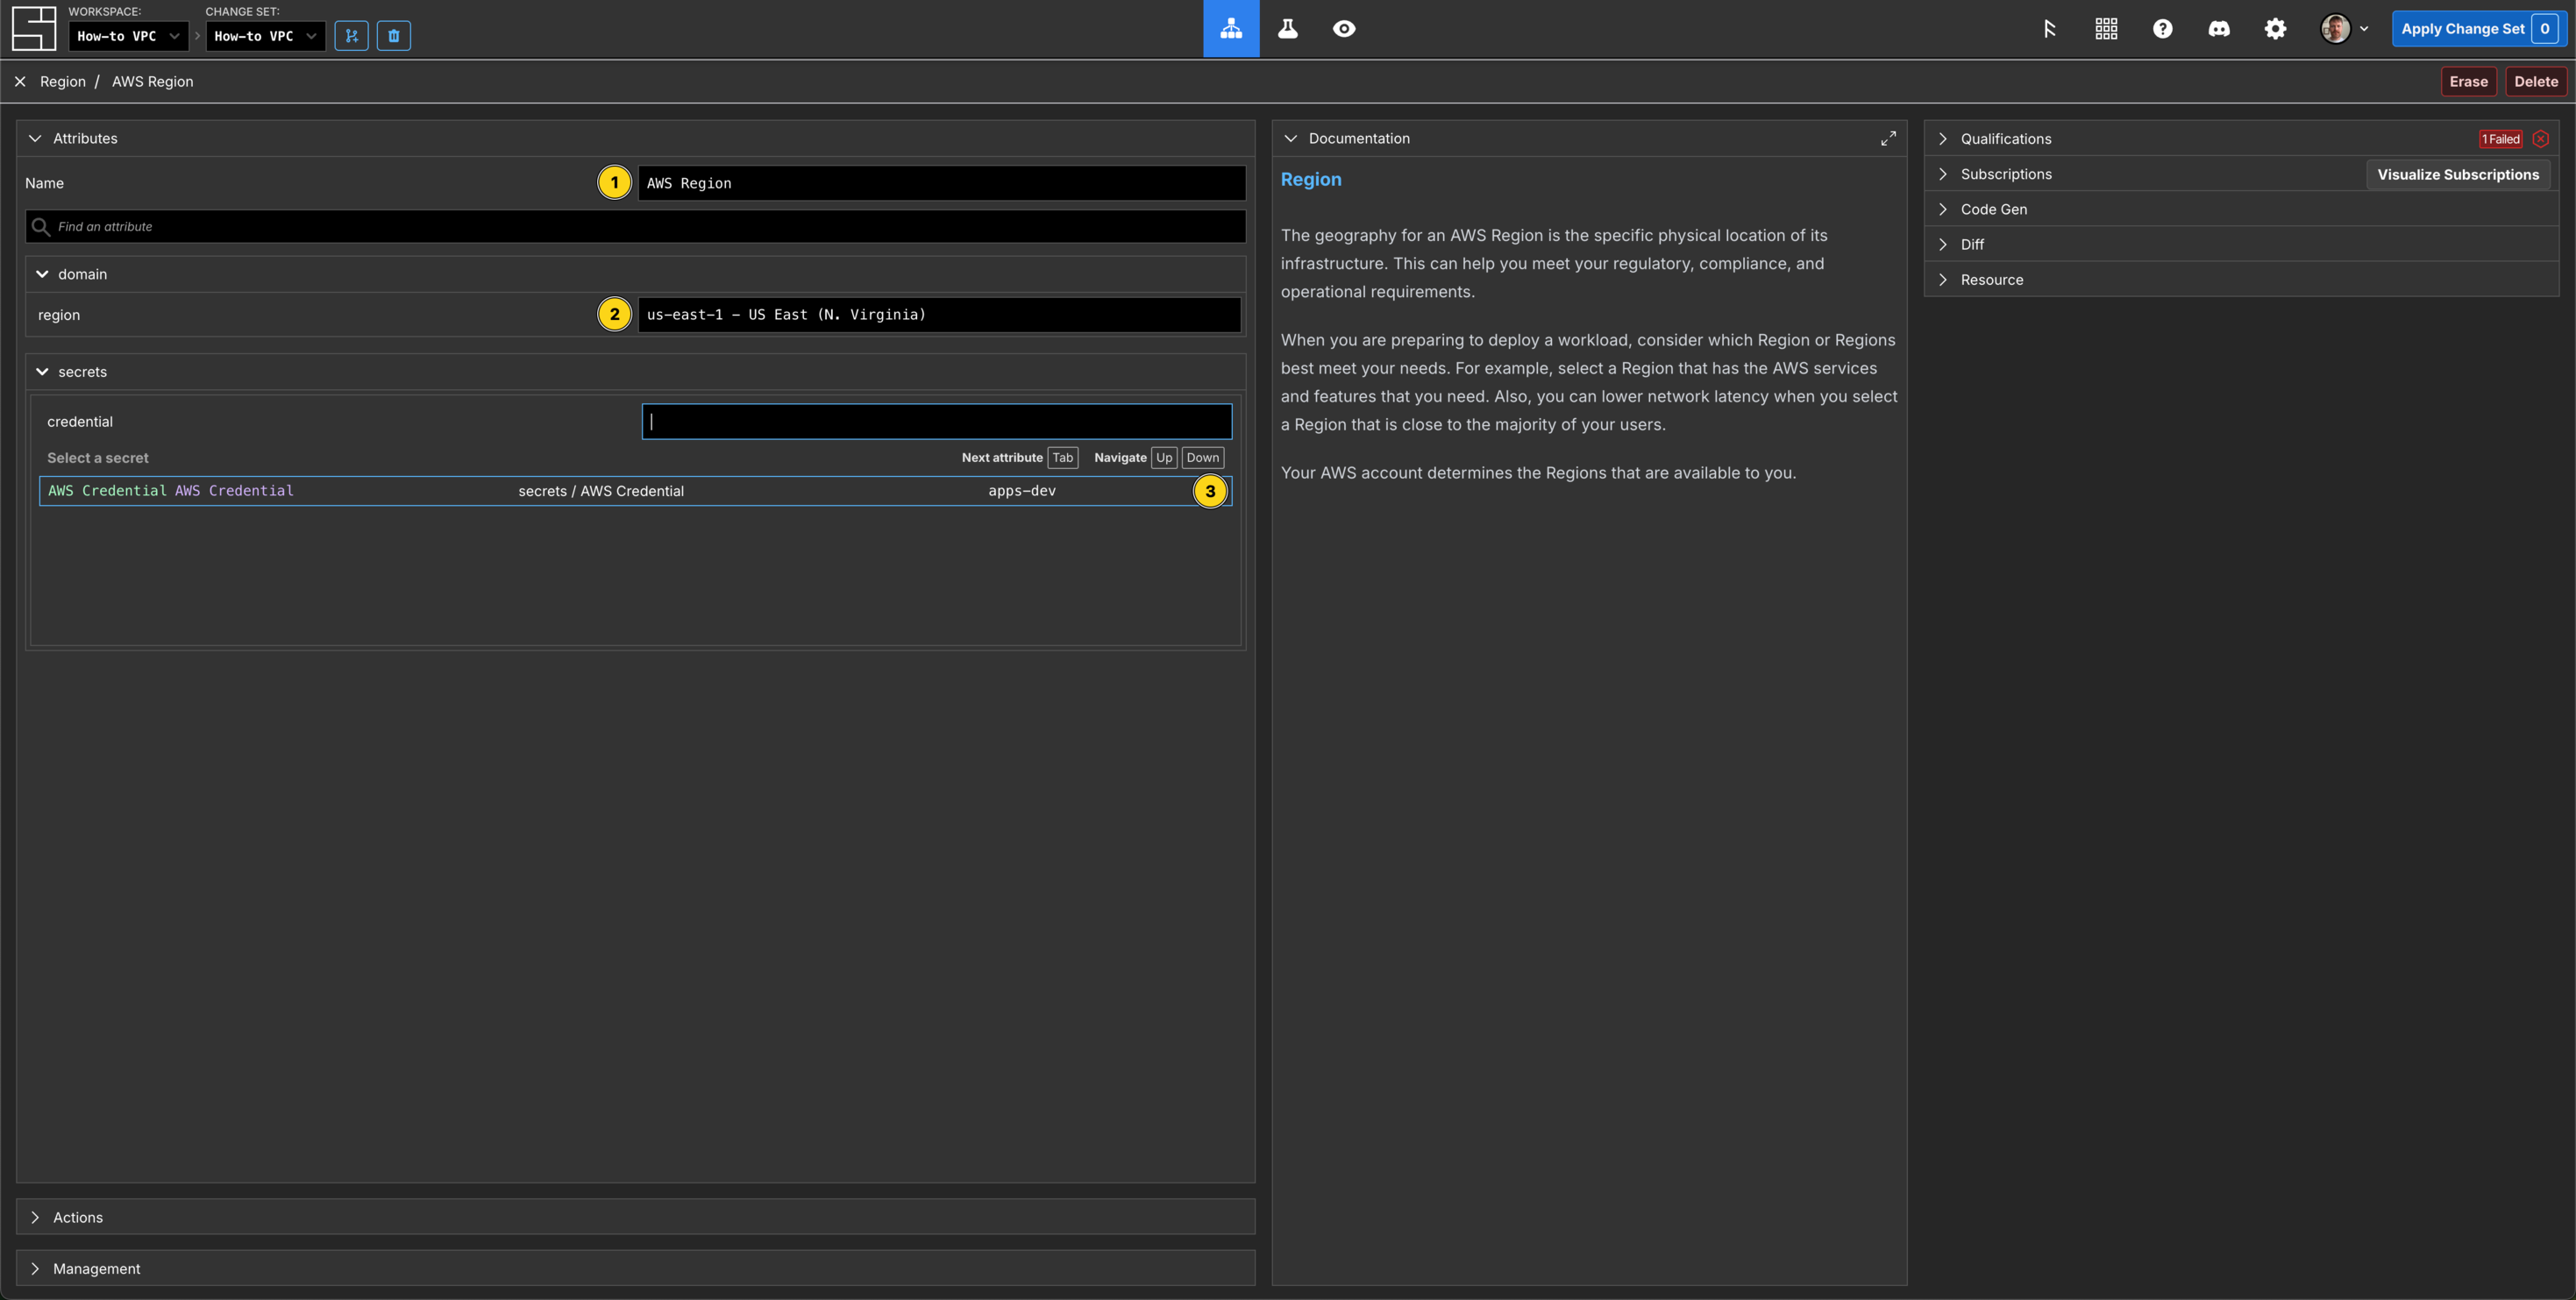 WORKSPACE:
CHANGE SET:
How-to VPC
How-to VPC
Apply Change Set 0
Region / AWS Region
Erase
Delete
Attributes
Name
1
AWS Region
Find an attribute
domain
region
2
us-east-1 - US East (N. Virginia)
secrets
credential
Select a secret
Next attribute Tab Navigate Up Down
AWS Credential AWS Credential secrets / AWS Credential apps-dev 3
Actions
Management
Documentation
Region
The geography for an AWS Region is the specific physical location of its
infrastructure. This can help you meet your regulatory, compliance, and
operational requirements.
When you are preparing to deploy a workload, consider which Region or Regions
best meet your needs. For example, select a Region that has the AWS services
and features that you need. Also, you can lower network latency when you select
a Region that is close to the majority of your users.
Your AWS account determines the Regions that are available to you.
Qualifications
1 Failed
Subscriptions
Visualize Subscriptions
Code Gen
Diff
Resource